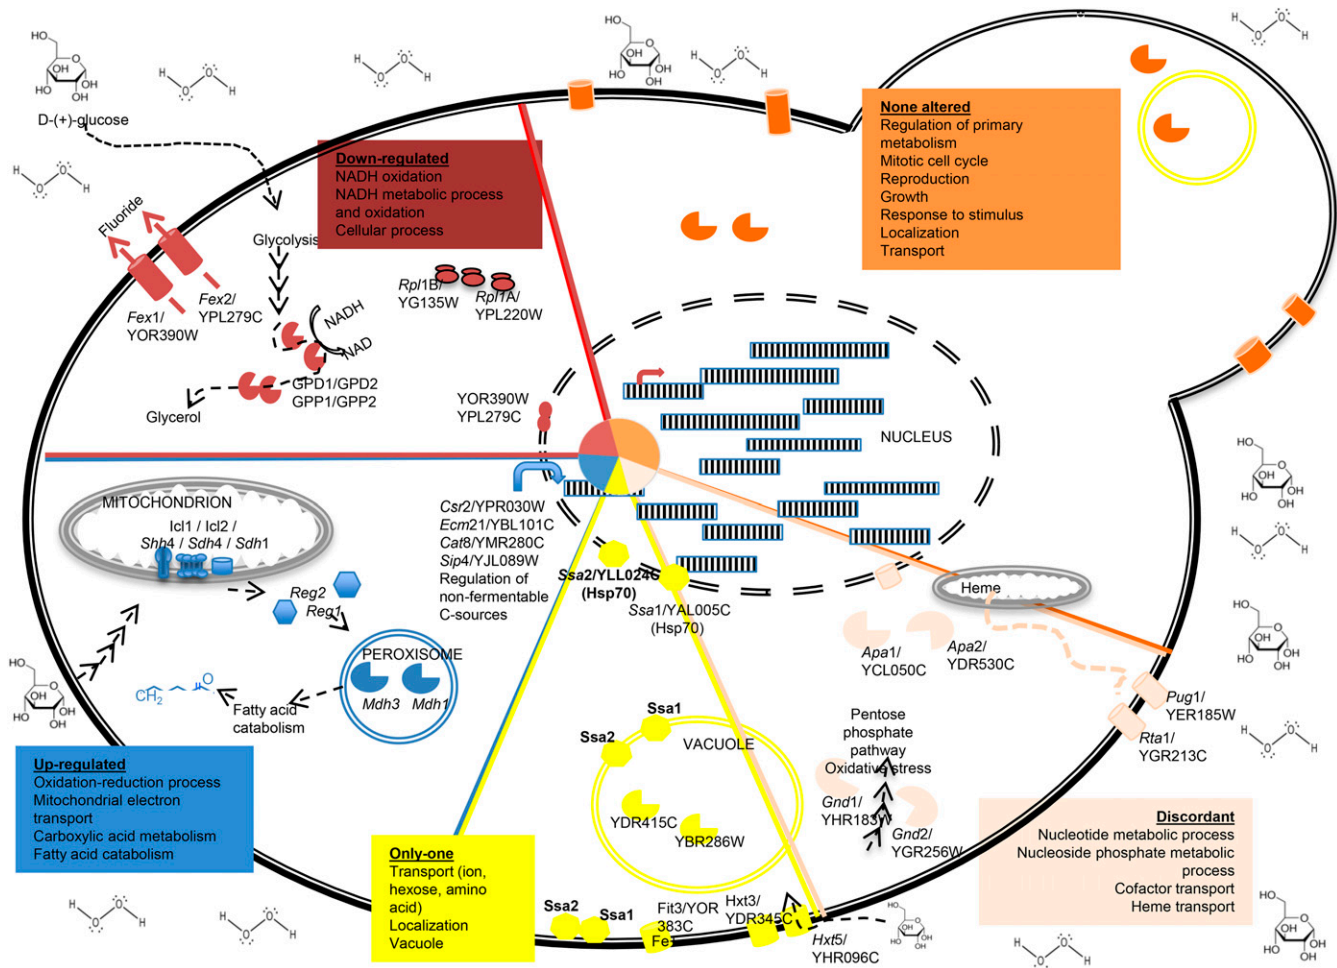 D-(+)-glucose
Fluoride
Glycolysis
Fex1/
YOR390W
Fex2/
YPL279C
NADH
NAD
GPD1/GPD2
GPP1/GPP2
Glycerol
Down-regulated
NADH oxidation
NADH metabolic process
and oxidation
Cellular process
Rpl1B/
YG135W
Rpl1A/
YPL220W
YOR390W
YPL279C
None altered
Regulation of primary
metabolism
Mitotic cell cycle
Reproduction
Growth
Response to stimulus
Localization
Transport
NUCLEUS
MITOCHONDRION
Icl1 / Icl2 /
Shh4 / Sdh4 / Sdh1
Reg2
Reg1
PEROXISOME
Mdh3
Mdh1
Fatty acid
catabolism
CH2
O
Csr2/YPR030W
Ecm21/YBL101C
Cat8/YMR280C
Sip4/YJL089W
Regulation of
non-fermentable
C-sources
Ssa2/YLL024C
(Hsp70)
Ssa1/YAL005C
(Hsp70)
Heme
Apa1/
YCL050C
Apa2/
YDR530C
Pug1/
YER185W
Rta1/
YGR213C
Pentose
phosphate
pathway
Oxidative stress
Gnd1/
YHR183W
Gnd2/
YGR256W
Ssa1
Ssa2
VACUOLE
YDR415C
YBR286W
Up-regulated
Oxidation-reduction process
Mitochondrial electron
transport
Carboxylic acid metabolism
Fatty acid catabolism
Only-one
Transport (ion,
hexose, amino
acid)
Localization
Vacuole
Ssa2
Ssa1
Fit3/YOR
383C
Fe
Hxt3/
YDR345C
Hxt5/
YHR096C
Discordant
Nucleotide metabolic process
Nucleoside phosphate metabolic
process
Cofactor transport
Heme transport